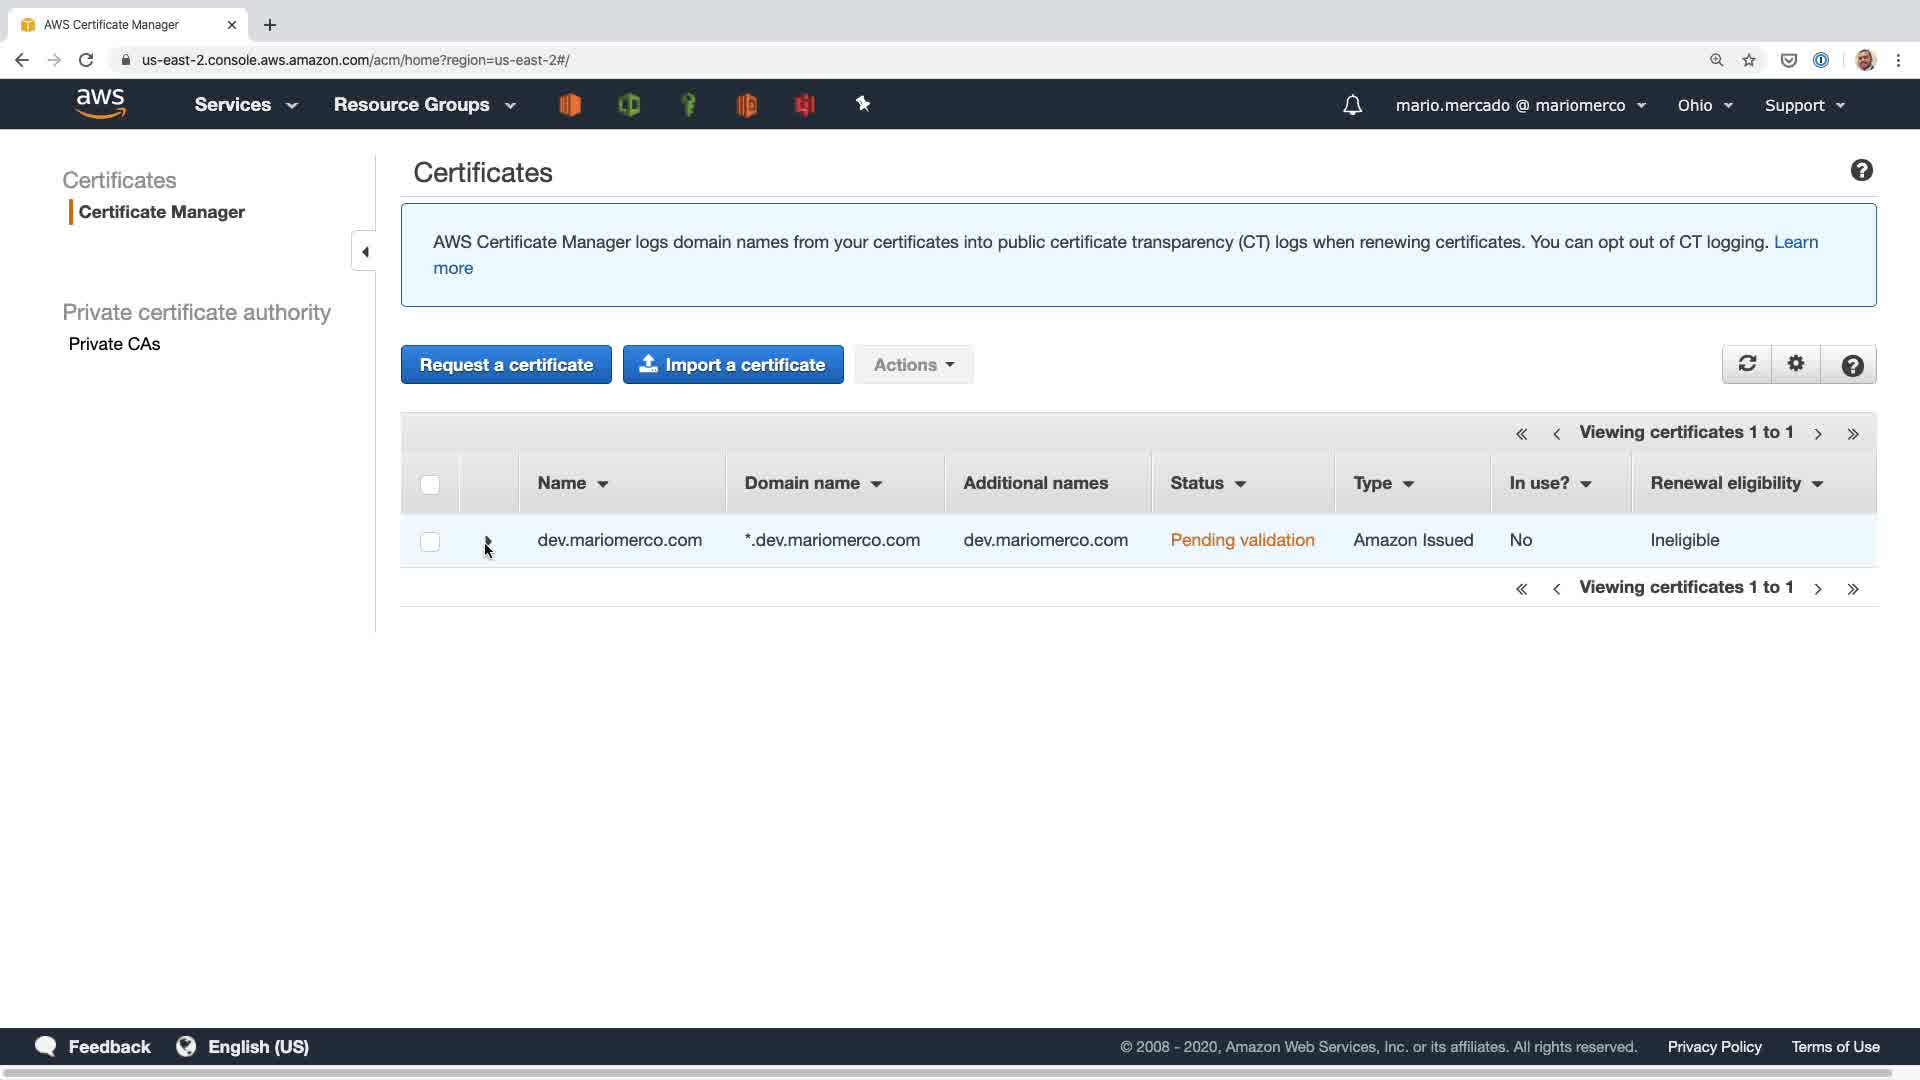 AWS Certificate Manager
us-east-2.console.aws.amazon.com/acm/home?region=us-east-2#/
aws
Services
Resource Groups
mario.mercado @ mariomerco
Ohio
Support
Certificates
Certificate Manager
Private certificate authority
Private CAs
Certificates
AWS Certificate Manager logs domain names from your certificates into public certificate transparency (CT) logs when renewing certificates. You can opt out of CT logging. Learn
more
Request a certificate
Import a certificate
Actions
Viewing certificates 1 to 1
Name
Domain name
Additional names
Status
Type
In use?
Renewal eligibility
dev.mariomerco.com
*.dev.mariomerco.com
dev.mariomerco.com
Pending validation
Amazon Issued
No
Ineligible
Viewing certificates 1 to 1
Feedback
English (US)
© 2008 - 2020, Amazon Web Services, Inc. or its affiliates. All rights reserved.
Privacy Policy
Terms of Use